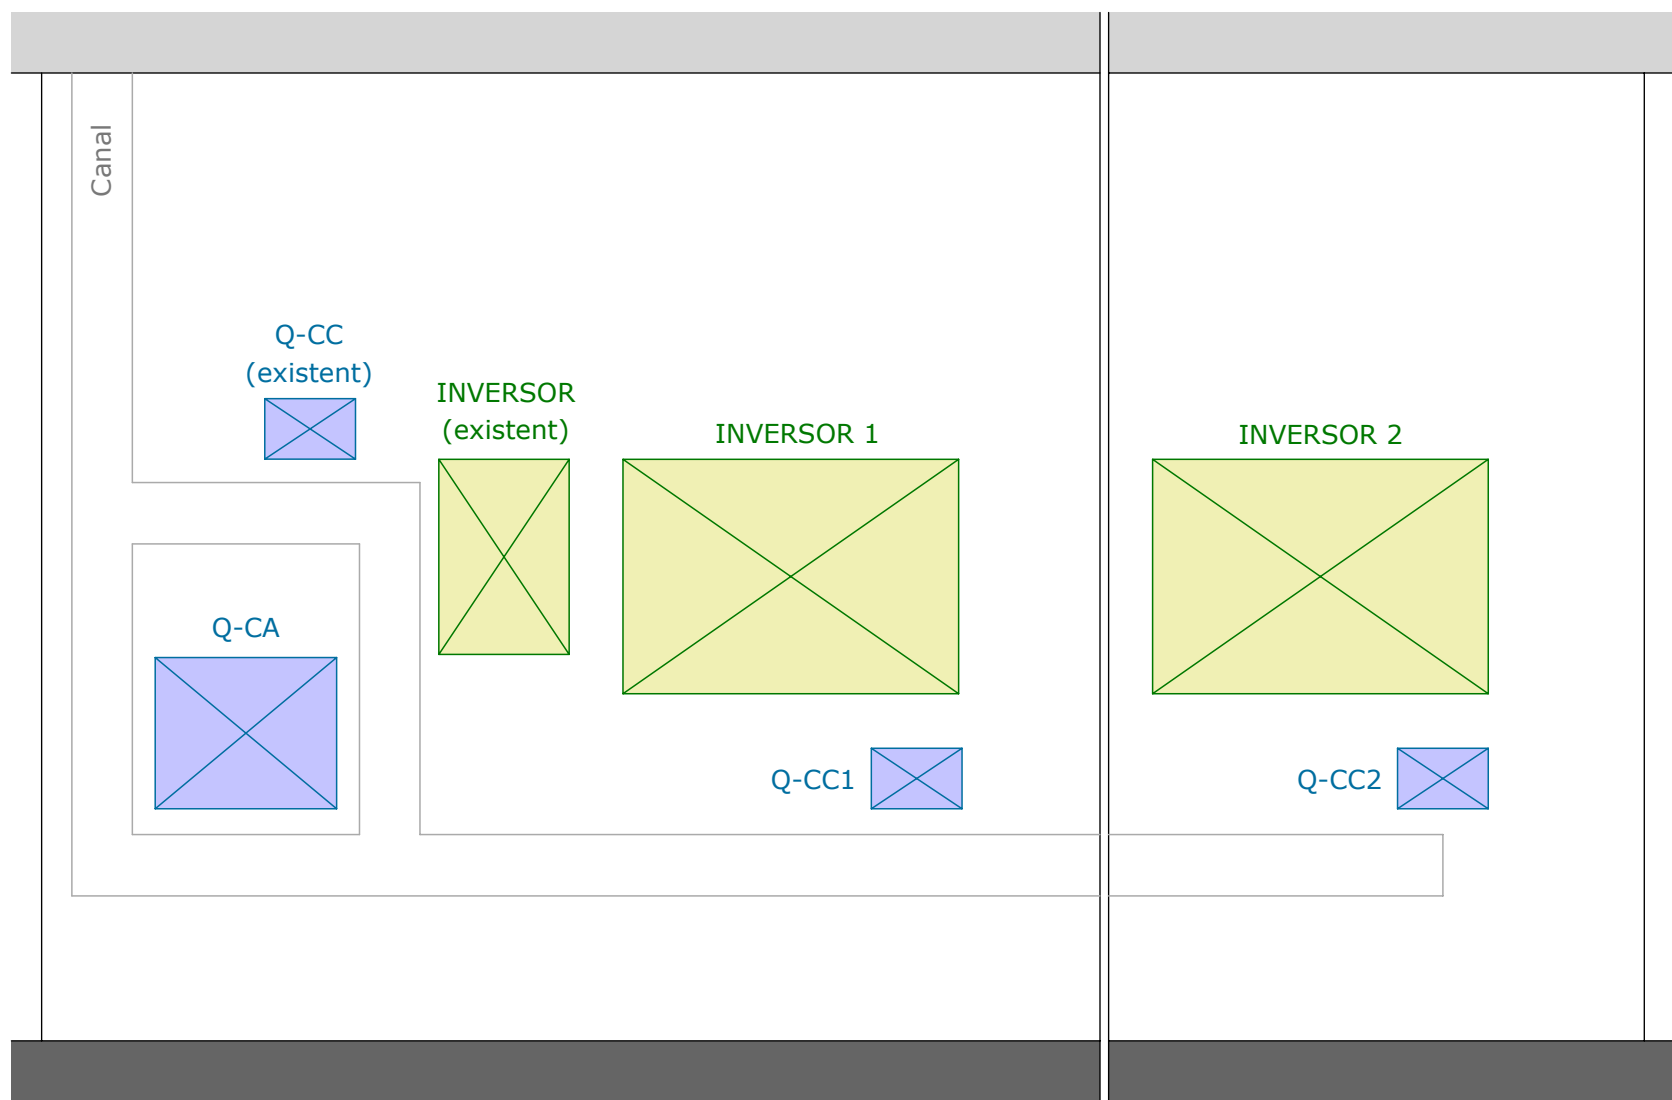 Canal
Q-CC
(existent)
INVERSOR
(existent)
INVERSOR 1
INVERSOR 2
Q-CA
Q-CC1
Q-CC2